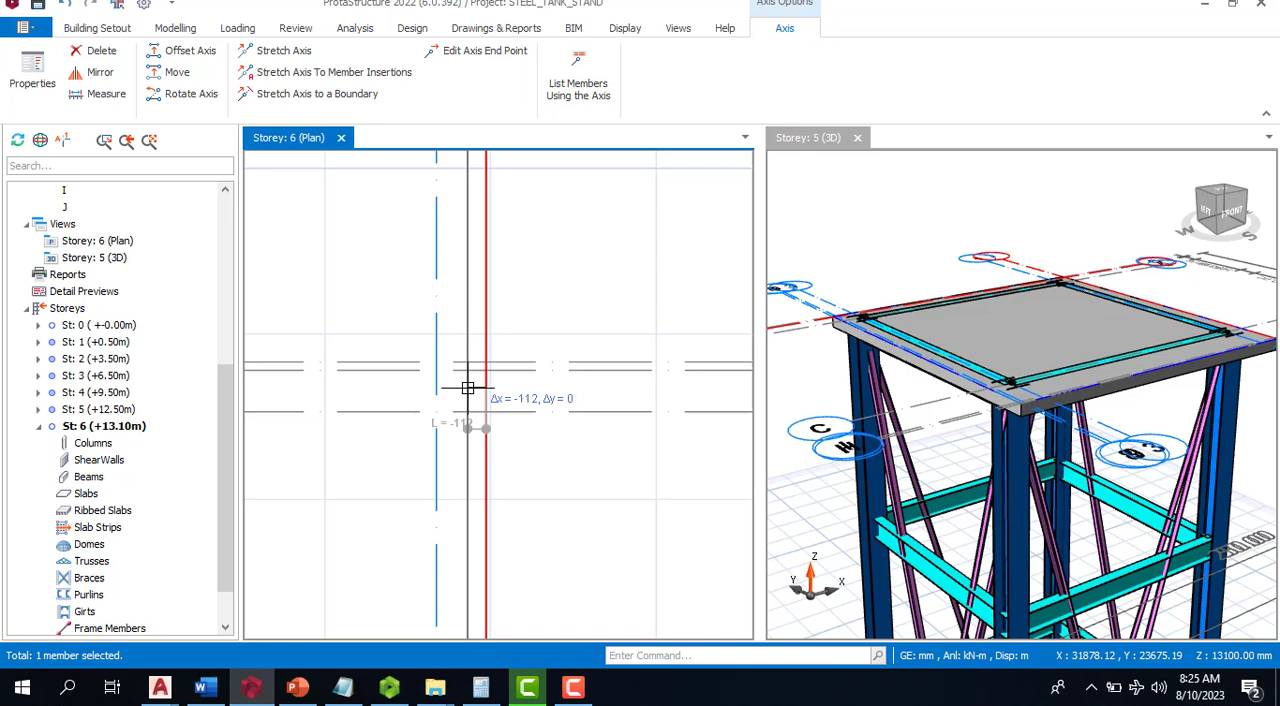 ProtaStructure 2022 (6.0.392) / Project: STEEL_TANK_STAND
Axis Options
Building Setout Modelling Loading Review Analysis Design Drawings & Reports BIM Display Views Help Axis
Properties
Delete
Mirror
Measure
Offset Axis
Move
Rotate Axis
Stretch Axis
Stretch Axis To Member Insertions
Stretch Axis to a Boundary
Edit Axis End Point
List Members
Using the Axis
Search...
I
J
Views
Storey: 6 (Plan)
Storey: 5 (3D)
Reports
Detail Previews
Storeys
St: 0 ( +-0.00m)
St: 1 (+0.50m)
St: 2 (+3.50m)
St: 3 (+6.50m)
St: 4 (+9.50m)
St: 5 (+12.50m)
St: 6 (+13.10m)
Columns
ShearWalls
Beams
Slabs
Ribbed Slabs
Slab Strips
Domes
Trusses
Braces
Purlins
Girts
Frame Members
Storey: 6 (Plan)
Δx = -112, Δy = 0
L = -112
Storey: 5 (3D)
LEFT FRONT
W S
C
3
Z
Y X
Total: 1 member selected.
Enter Command...
GE: mm , Anl: kN-m , Disp: m
X : 31878.12 , Y : 23675.19
Z : 13100.00 mm
8:25 AM
8/10/2023
2